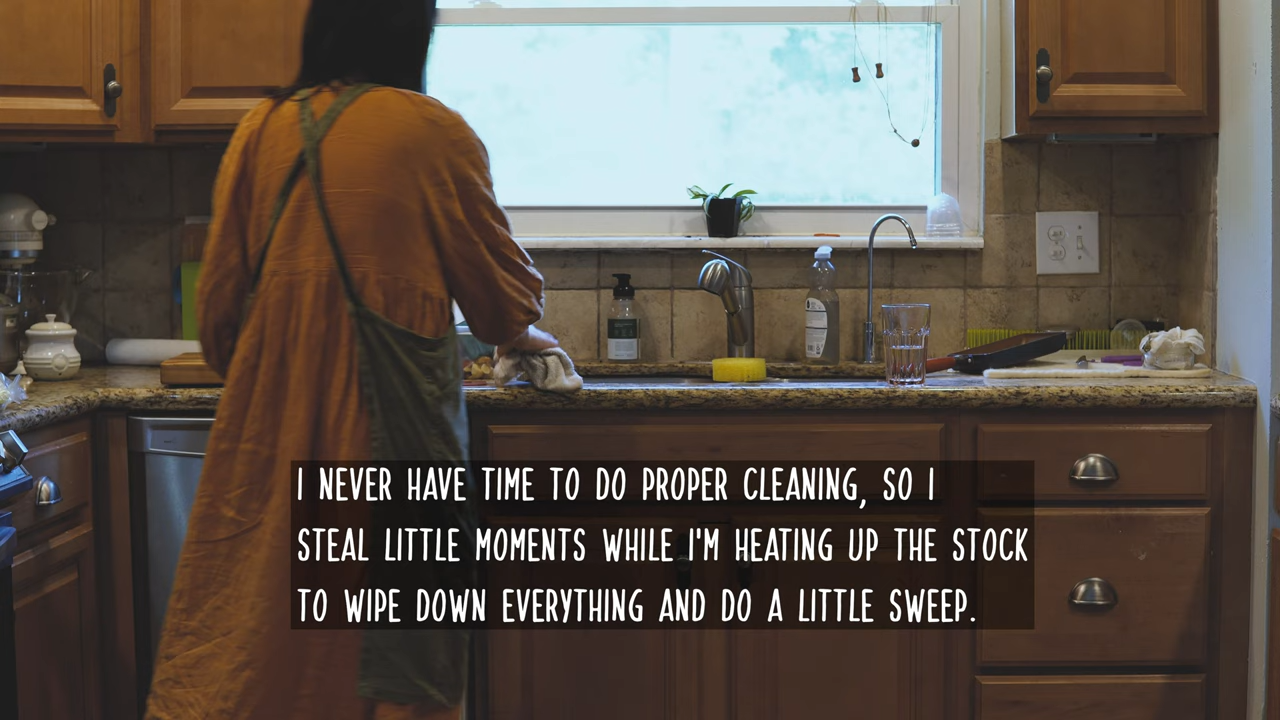 I NEVER HAVE TIME TO DO PROPER CLEANING, SO I
STEAL LITTLE MOMENTS WHILE I'M HEATING UP THE STOCK
TO WIPE DOWN EVERYTHING AND DO A LITTLE SWEEP.